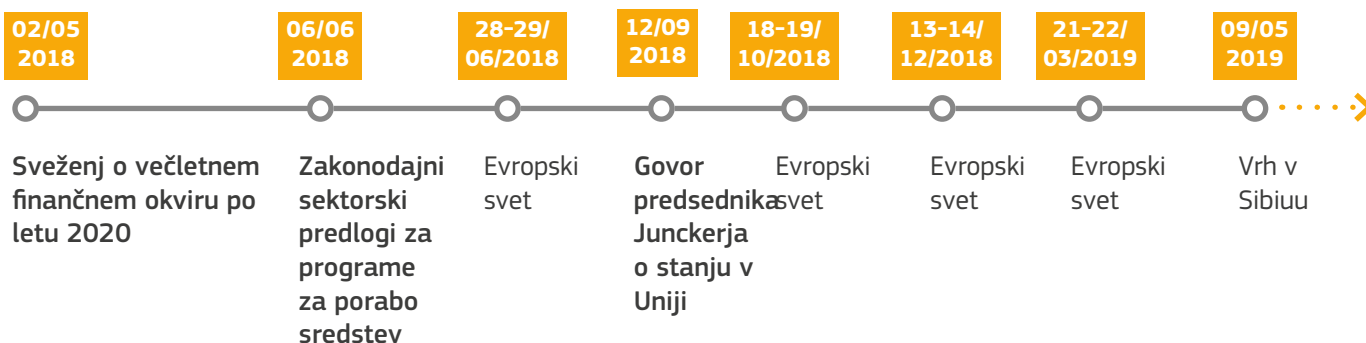 02/05
2018
06/06
2018
28-29/
06/2018
12/09
2018
18-19/
10/2018
13-14/
12/2018
21-22/
03/2019
09/05
2019
Sveženj o večletnem
finančnem okviru po
letu 2020
Zakonodajni
sektorski
predlogi za
programe
za porabo
sredstev
Evropski
svet
Govor
predsednika
Junckerja
o stanju v
Uniji
Evropski
svet
Evropski
svet
Evropski
svet
Vrh v
Sibiuu